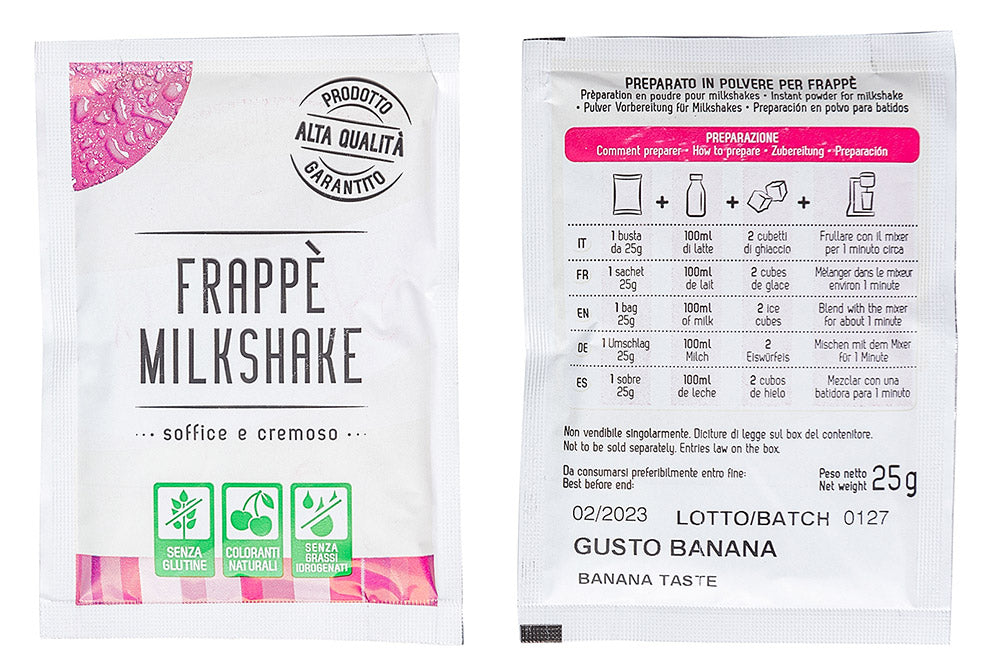 PRODOTTO
ALTA QUALITÀ
GARANTITO
FRAPPÈ
MILKSHAKE
··· soffice e cremoso ···
SENZA
GLUTINE
COLORANTI
NATURALI
SENZA
GRASSI
IDROGENATI
PREPARATO IN POLVERE PER FRAPPÈ
Prèparation en poudre pour milkshakes • Instant powder for milkshake
• Pulver Vorbereitung für Milkshakes • Preparación en polvo para batidos
PREPARAZIONE
Comment preparer • How to prepare • Zubereitung • Preparación
+ + +
IT
1 busta
da 25g
100ml
di latte
2 cubetti
di ghiaccio
Frullare con il mixer
per 1 minuto circa
FR
1 sachet
25g
100ml
de lait
2 cubes
de glace
Mèlanger dans le mixeur
environ 1 minute
EN
1 bag
25g
100ml
of milk
2 ice
cubes
Blend with the mixer
for about 1 minute
DE
1 Umschlag
25g
100ml
Milch
2
Eiswürfeis
Mischen mit dem Mixer
für 1 Minute
ES
1 sobre
25g
100ml
de leche
2 cubos
de hielo
Mezclar con una
batidora para 1 minuto
Non vendibile singolarmente. Diciture di legge sul box del contenitore.
Not to be sold separately. Entries law on the box.
Da consumarsi preferibilmente entro fine:
Best before end:
Peso netto
Net weight
25g
02/2023 LOTTO/BATCH 0127
GUSTO BANANA
BANANA TASTE